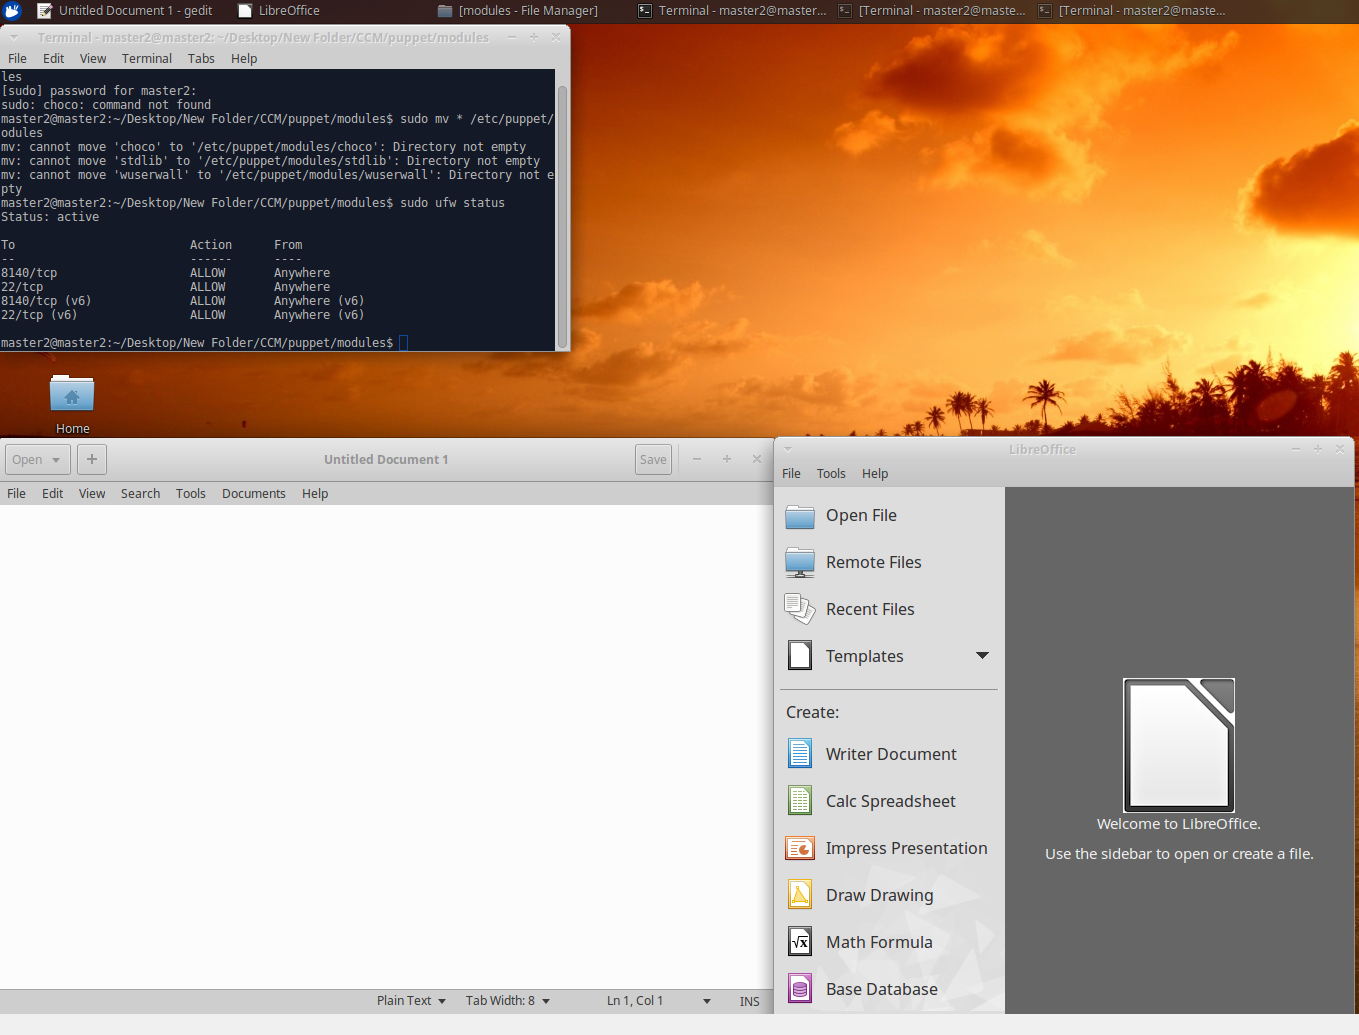 Untitled Document 1 - gedit
LibreOffice
[modules - File Manager]
Terminal - master2@master...
[Terminal - master2@maste...
[Terminal - master2@maste...
Terminal - master2@master2: ~/Desktop/New Folder/CCM/puppet/modules
File Edit View Terminal Tabs Help
les
[sudo] password for master2:
sudo: choco: command not found
master2@master2:~/Desktop/New Folder/CCM/puppet/modules$ sudo mv * /etc/puppet/
odules
mv: cannot move 'choco' to '/etc/puppet/modules/choco': Directory not empty
mv: cannot move 'stdlib' to '/etc/puppet/modules/stdlib': Directory not empty
mv: cannot move 'wuserwall' to '/etc/puppet/modules/wuserwall': Directory not e
pty
master2@master2:~/Desktop/New Folder/CCM/puppet/modules$ sudo ufw status
Status: active
To Action From
-- ------ ----
8140/tcp ALLOW Anywhere
22/tcp ALLOW Anywhere
8140/tcp (v6) ALLOW Anywhere (v6)
22/tcp (v6) ALLOW Anywhere (v6)
master2@master2:~/Desktop/New Folder/CCM/puppet/modules$
Home
Open
Untitled Document 1
Save
File Edit View Search Tools Documents Help
Plain Text Tab Width: 8 Ln 1, Col 1 INS
LibreOffice
File Tools Help
Open File
Remote Files
Recent Files
Templates
Create:
Writer Document
Calc Spreadsheet
Impress Presentation
Draw Drawing
√x Math Formula
Base Database
Welcome to LibreOffice.
Use the sidebar to open or create a file.